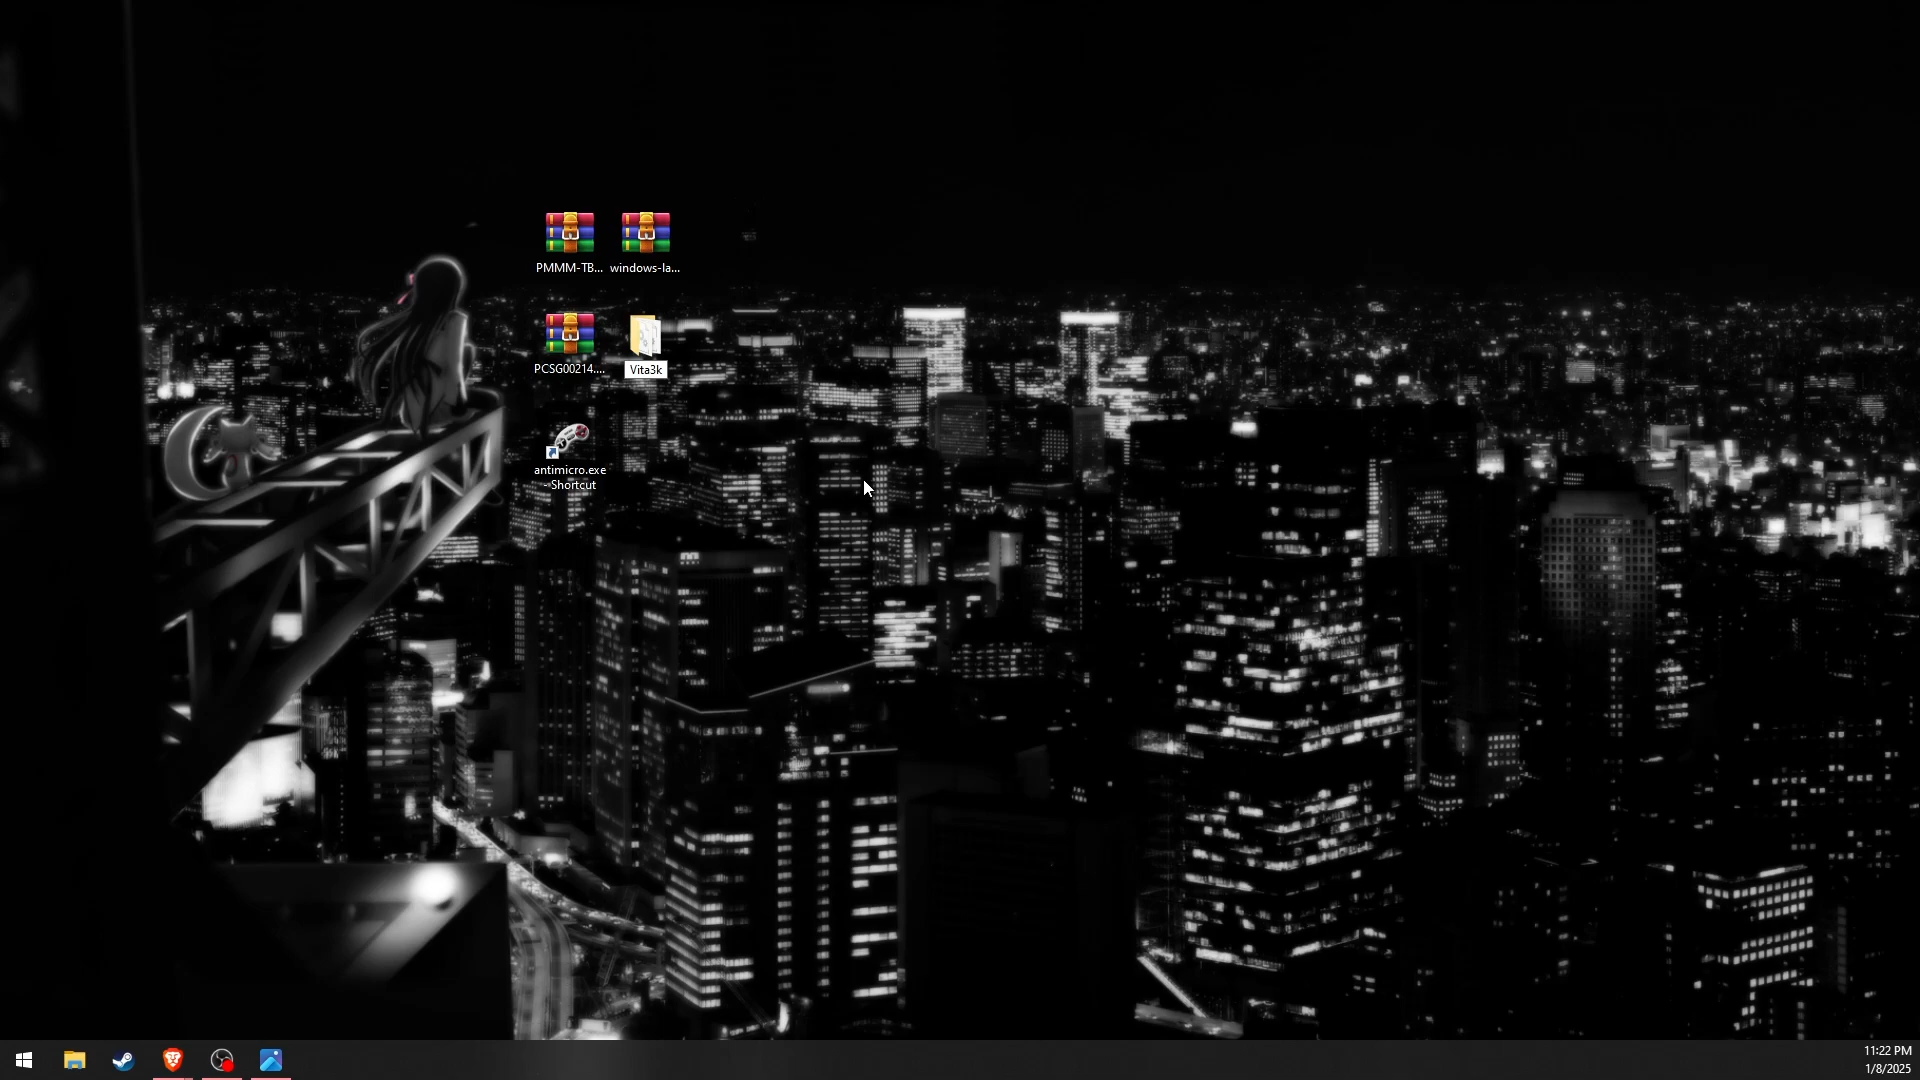 PMMM-TB...
windows-la...
PCSG00214....
Vita3k
antimicro.exe
- Shortcut
11:22 PM
1/8/2025